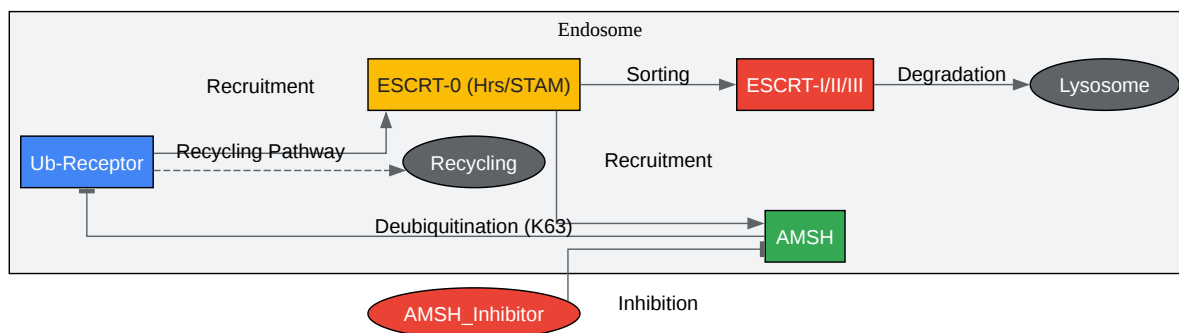 Endosome
ESCRT-0 (Hrs/STAM)
Sorting
ESCRT-I/II/III
Degradation
Lysosome
Recruitment
Ub-Receptor
Recycling Pathway
Recycling
Recruitment
Deubiquitination (K63)
AMSH
AMSH_Inhibitor
Inhibition